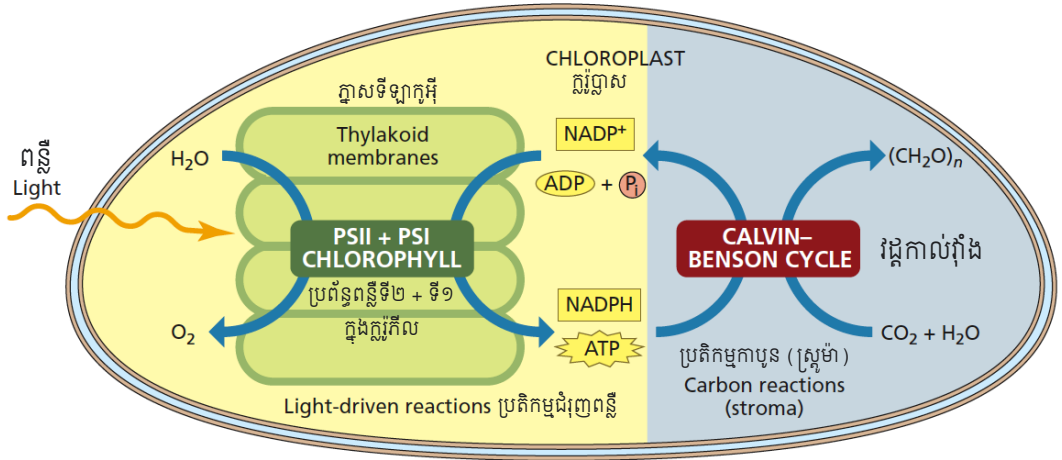 CHLOROPLAST
ក្លរ៉ូប្លាស
ភ្នាសទីឡាកូអ៊ី
Thylakoid
membranes
ពន្លឺ
Light
H₂O
NADP⁺
ADP + Pᵢ
(CH₂O)ₙ
PSII + PSI
CHLOROPHYLL
ប្រព័ន្ធពន្លឺទី២ + ទី១
ក្នុងក្លរ៉ូភីល
CALVIN–
BENSON CYCLE
វដ្តកាល់វ៉ាំង
O₂
NADPH
ATP
CO₂ + H₂O
ប្រតិកម្មកាបូន (ស្ត្រូម៉ា)
Carbon reactions
(stroma)
Light-driven reactions ប្រតិកម្មជំរុញពន្លឺ